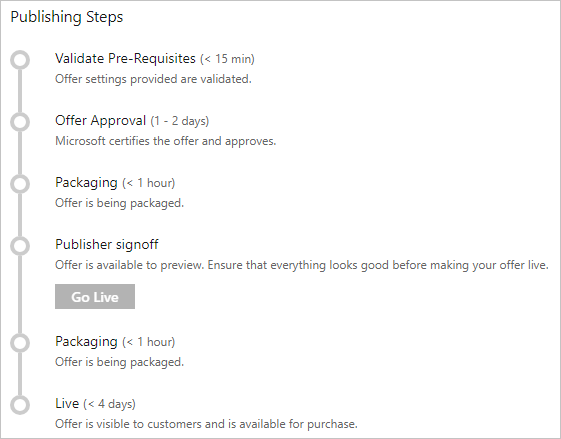 Publishing Steps
Validate Pre-Requisites (< 15 min)
Offer settings provided are validated.
Offer Approval (1 - 2 days)
Microsoft certifies the offer and approves.
Packaging (< 1 hour)
Offer is being packaged.
Publisher signoff
Offer is available to preview. Ensure that everything looks good before making your offer live.
Go Live
Packaging (< 1 hour)
Offer is being packaged.
Live (< 4 days)
Offer is visible to customers and is available for purchase.